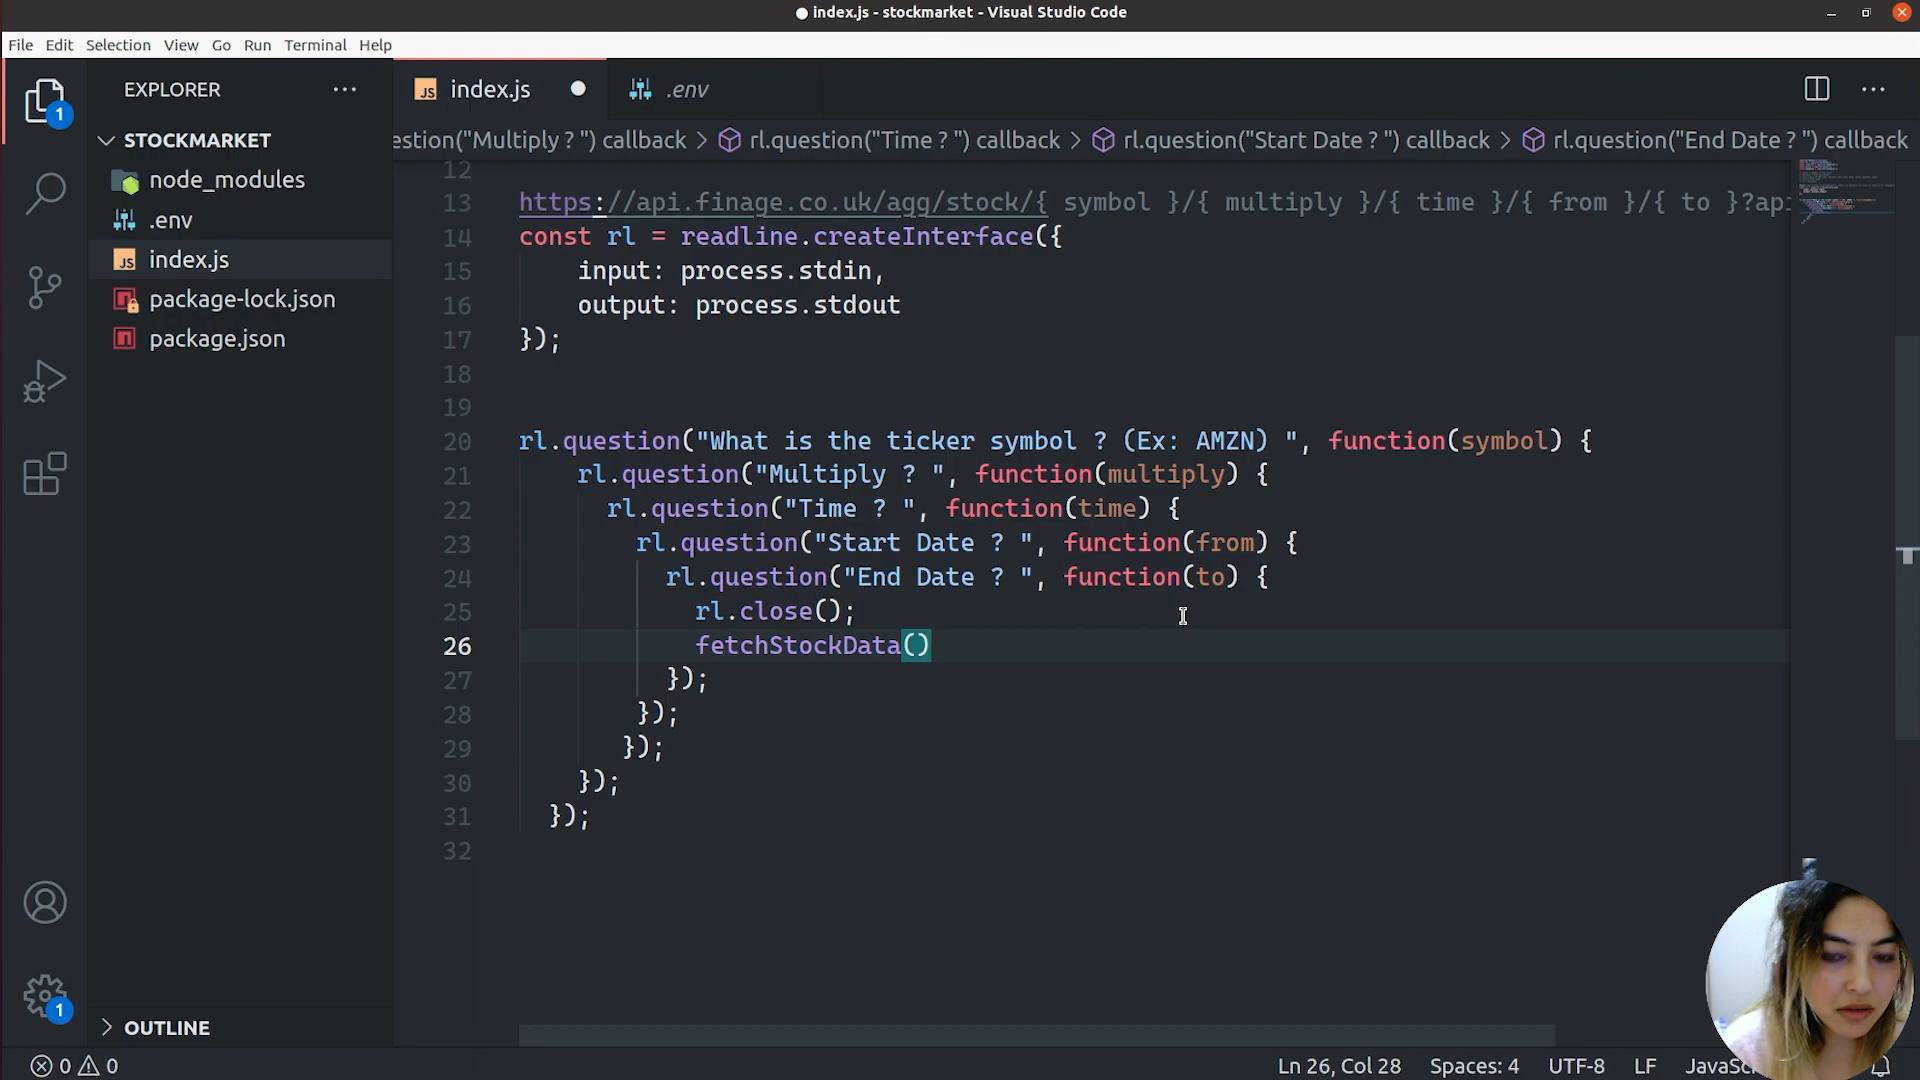 index.js - stockmarket - Visual Studio Code
File Edit Selection View Go Run Terminal Help
EXPLORER
STOCKMARKET
node_modules
.env
index.js
package-lock.json
package.json
OUTLINE
1
1
index.js
.env
estion("Multiply ? ") callback > rl.question("Time ? ") callback > rl.question("Start Date ? ") callback > rl.question("End Date ? ") callback
12
13 https://api.finage.co.uk/agg/stock/{ symbol }/{ multiply }/{ time }/{ from }/{ to }?api
14 const rl = readline.createInterface({
15 input: process.stdin,
16 output: process.stdout
17 });
18
19
20 rl.question("What is the ticker symbol ? (Ex: AMZN) ", function(symbol) {
21 rl.question("Multiply ? ", function(multiply) {
22 rl.question("Time ? ", function(time) {
23 rl.question("Start Date ? ", function(from) {
24 rl.question("End Date ? ", function(to) {
25 rl.close();
26 fetchStockData()
27 });
28 });
29 });
30 });
31 });
32
0 0
Ln 26, Col 28 Spaces: 4 UTF-8 LF JavaSc